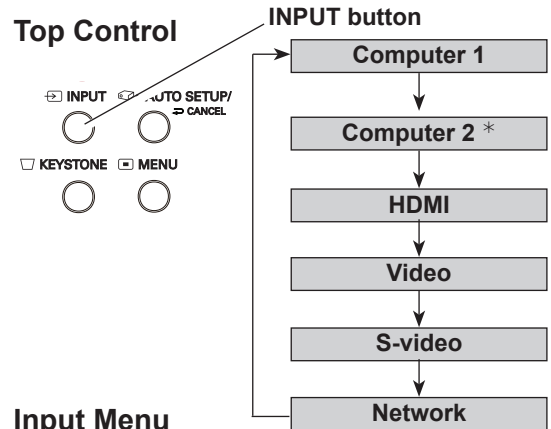 Top Control
INPUT button
INPUT
AUTO SETUP/
CANCEL
KEYSTONE
MENU
Computer 1
Computer 2 *
HDMI
Video
S-video
Network
Input Menu